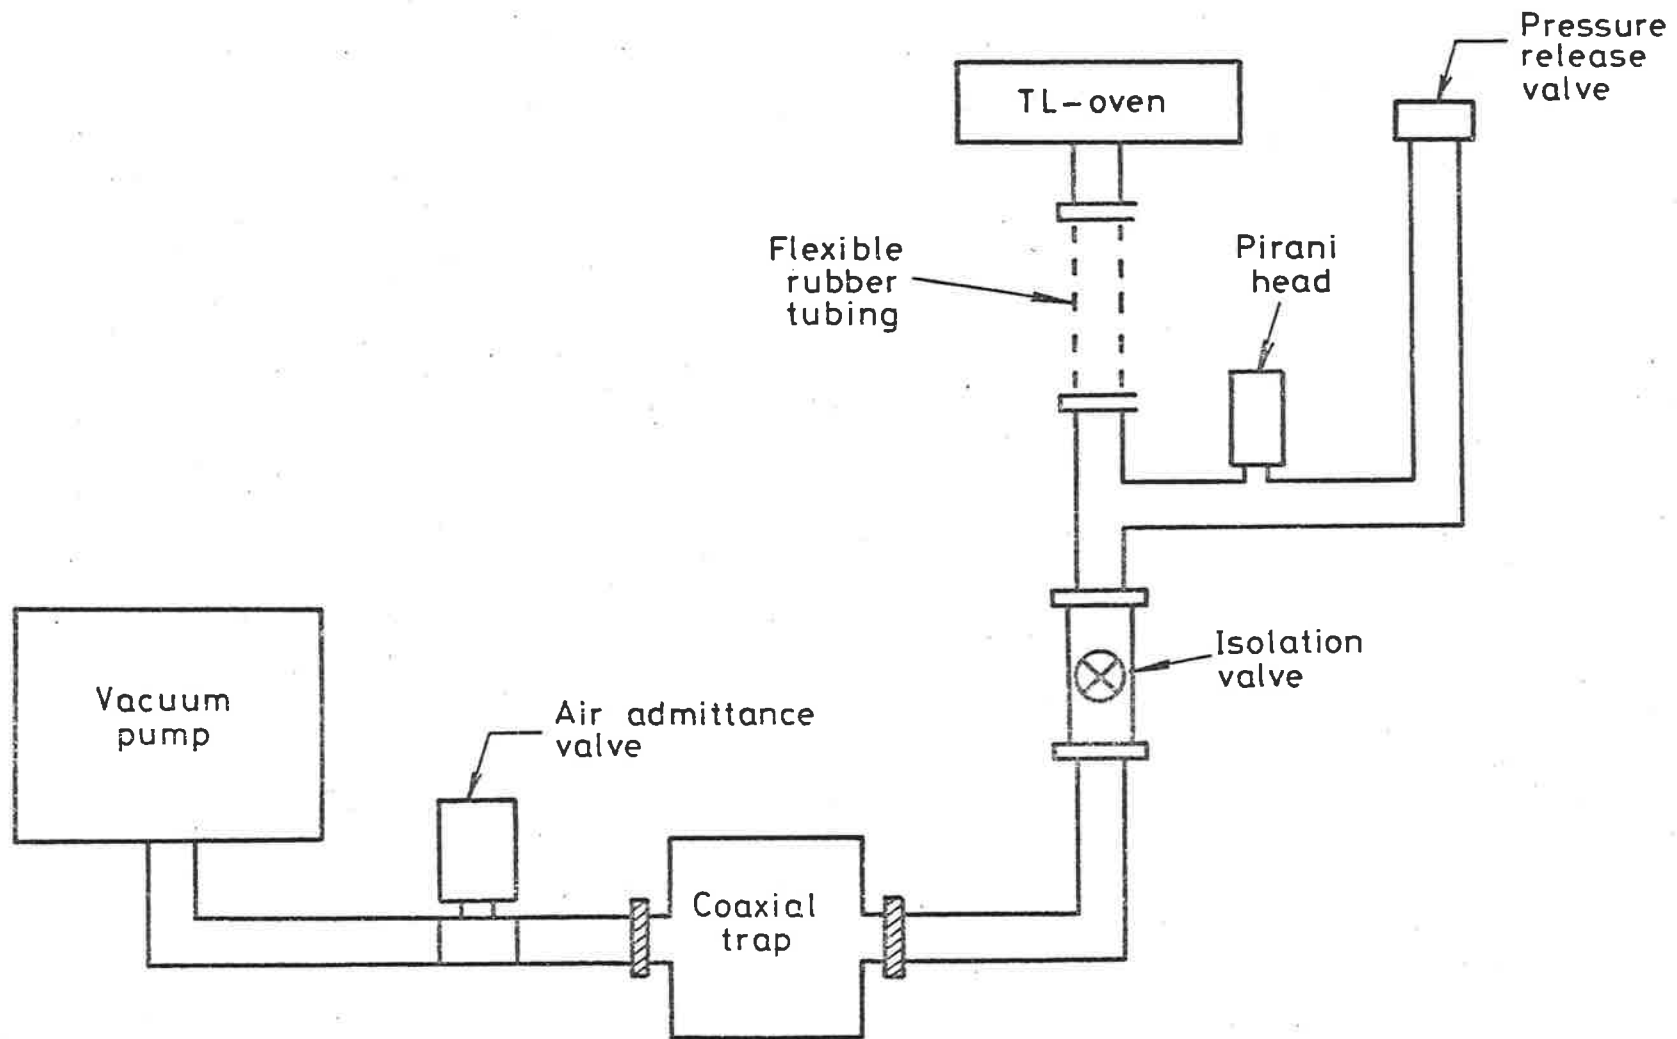 Pressure
release
valve
TL-oven
Flexible
rubber
tubing
Pirani
head
Isolation
valve
Vacuum
pump
Air admittance
valve
Coaxial
trap